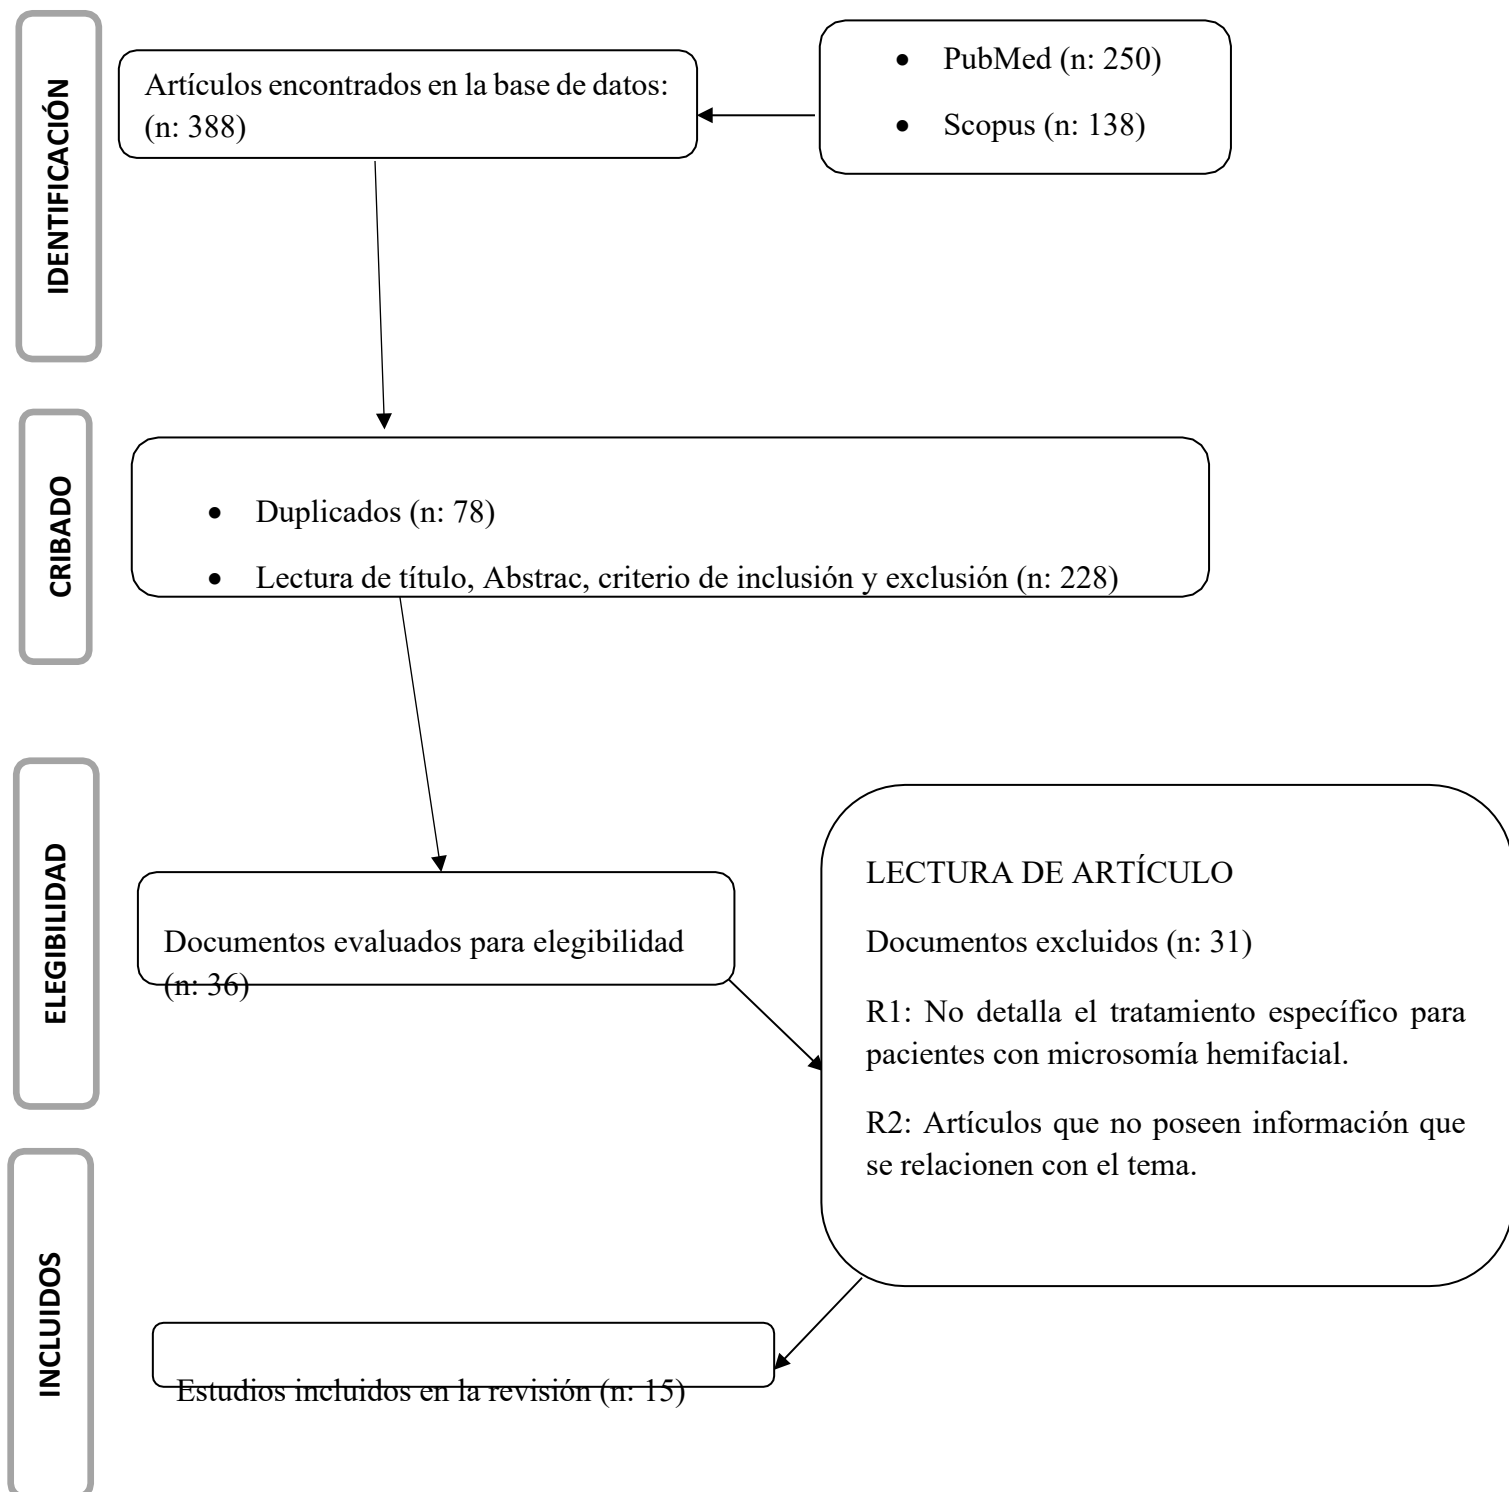 IDENTIFICACIÓN
Artículos encontrados en la base de datos:
(n: 388)
• PubMed (n: 250)
• Scopus (n: 138)
CRIBADO
• Duplicados (n: 78)
• Lectura de título, Abstrac, criterio de inclusión y exclusión (n: 228)
ELEGIBILIDAD
Documentos evaluados para elegibilidad
(n: 36)
LECTURA DE ARTÍCULO
Documentos excluidos (n: 31)
R1: No detalla el tratamiento específico para
pacientes con microsomía hemifacial.
R2: Artículos que no poseen información que
se relacionen con el tema.
INCLUIDOS
Estudios incluidos en la revisión (n: 15)